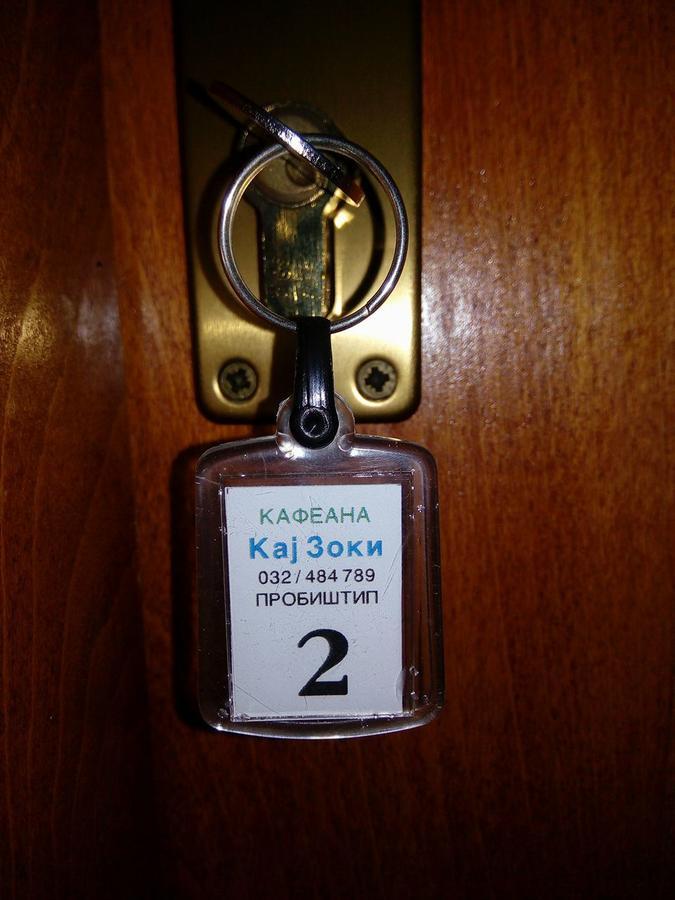 КАФЕАНА
Кај Зоки
032 / 484 789
ПРОБИШТИП
2